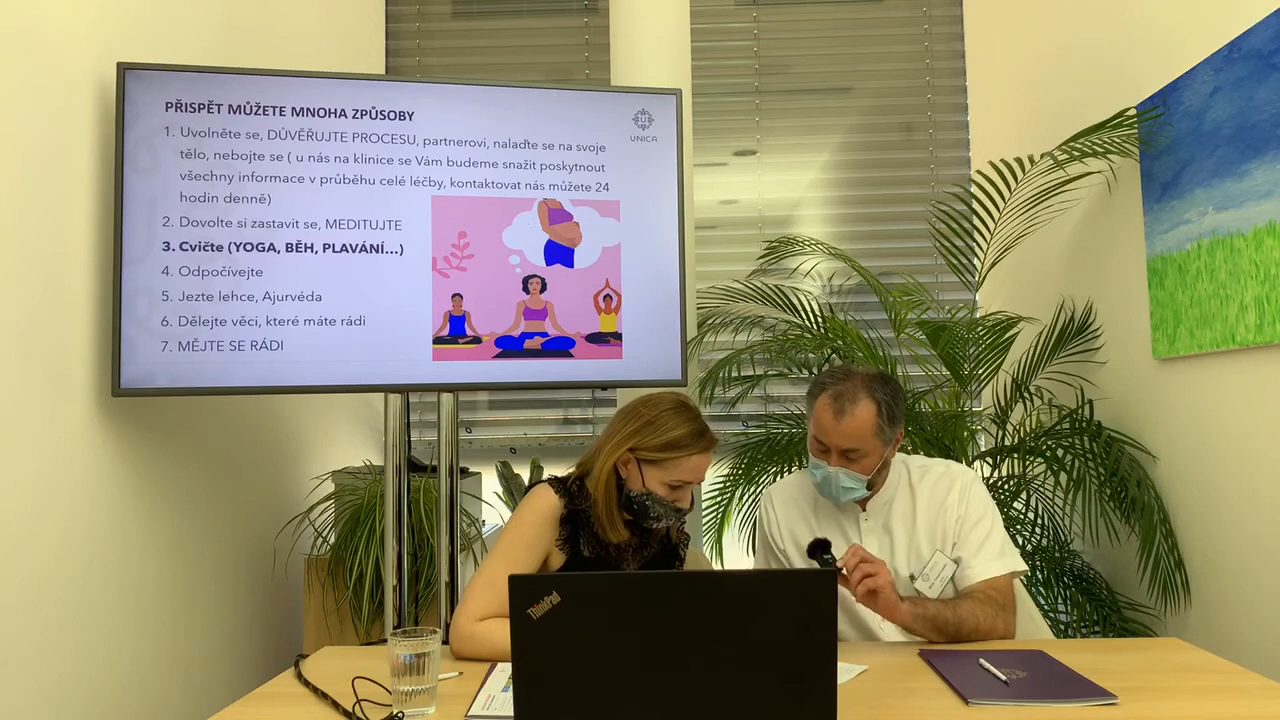 PŘISPĚT MŮŽETE MNOHA ZPŮSOBY
1. Uvolněte se, DŮVĚŘUJTE PROCESU, partnerovi, nalaďte se na svoje
tělo, nebojte se ( u nás na klinice se Vám budeme snažit poskytnout
všechny informace v průběhu celé léčby, kontaktovat nás můžete 24
hodin denně)
2. Dovolte si zastavit se, MEDITUJTE
3. Cvičte (YOGA, BĚH, PLAVÁNÍ...)
4. Odpočívejte
5. Jezte lehce, Ajurvéda
6. Dělejte věci, které máte rádi
7. MĚJTE SE RÁDI
U
UNICA
ThinkPad
UNICA